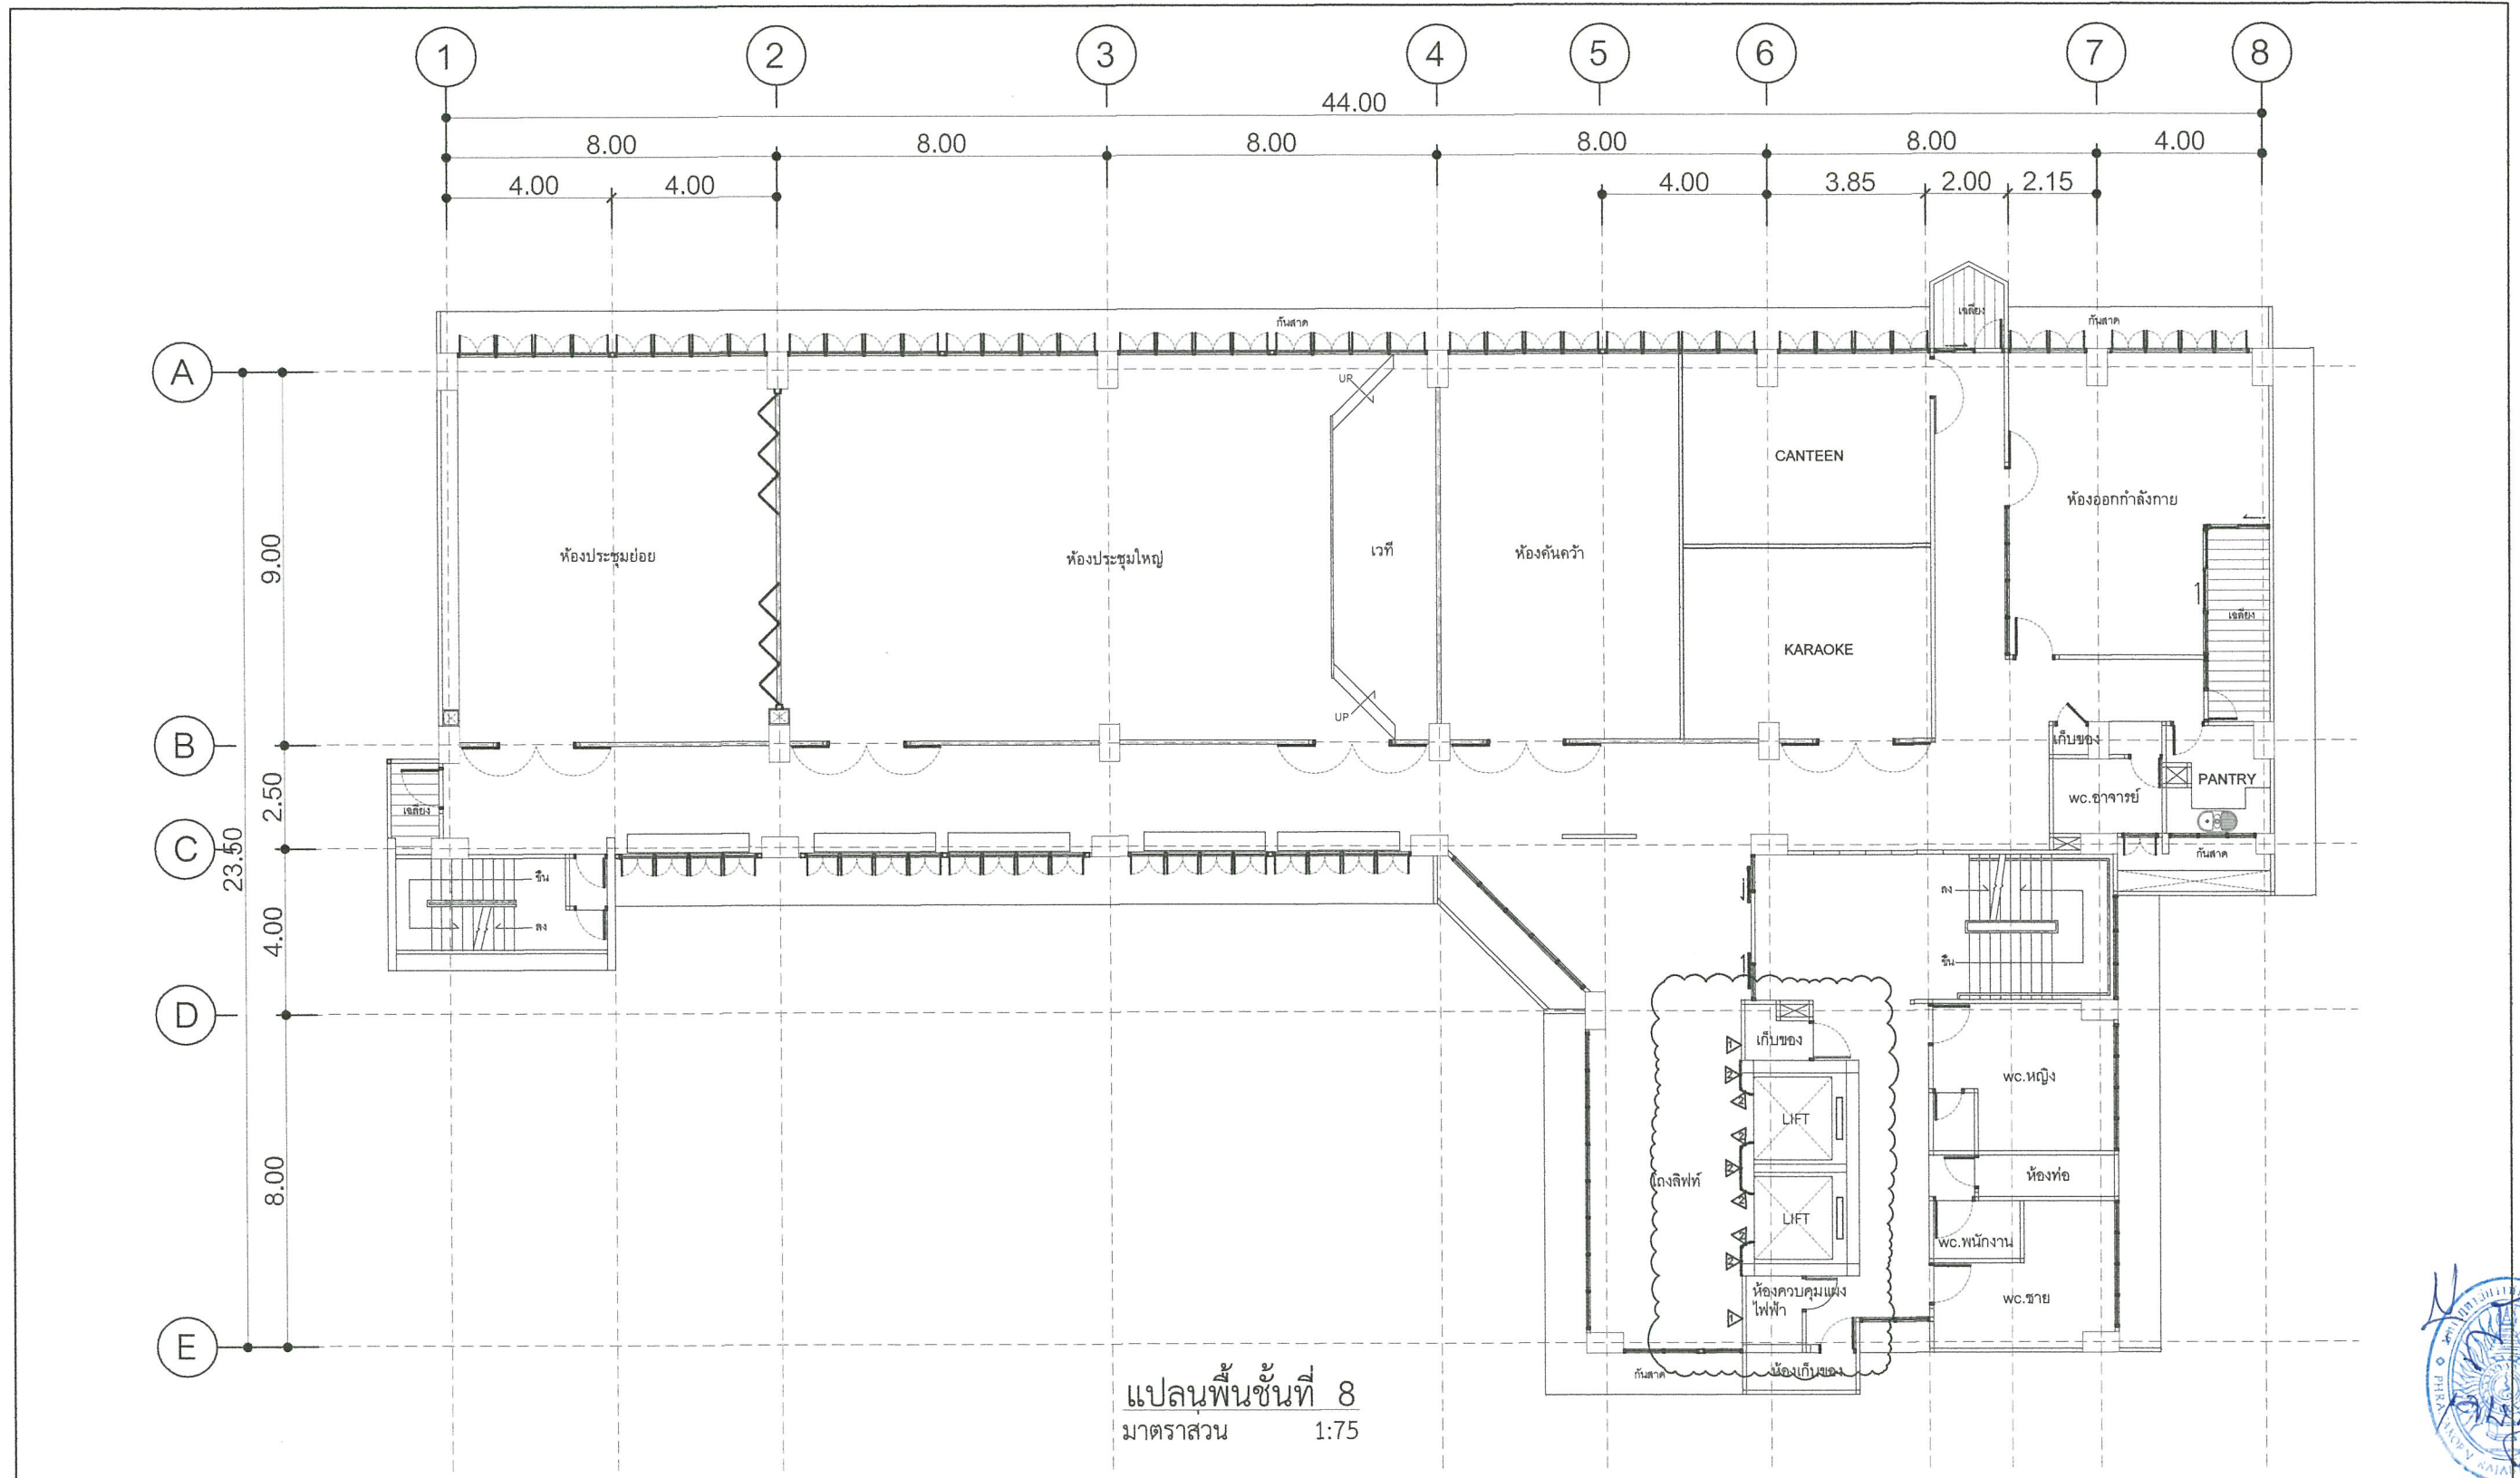 1 2 3 4 5 6 7 8
44.00
8.00 8.00 8.00 8.00 8.00 4.00
4.00 4.00 4.00 3.85 2.00 2.15
เฉลียง
กันสาด กันสาด
A
UP
CANTEEN
ห้องออกกำลังกาย
9.00
ห้องประชุมย่อย ห้องประชุมใหญ่ เวที ห้องค้นคว้า
เฉลียง
KARAOKE
UP
B
เก็บของ
PANTRY
wc.อาจารย์
2.50
เฉลียง
C
23.50
กันสาด
ขึ้น
ลง
ลง
4.00
ขึ้น
D
เก็บของ
wc.หญิง
LIFT
8.00
โถงลิฟท์
ห้องท่อ
LIFT
wc.พนักงาน
ห้องควบคุมแผง
ไฟฟ้า
wc.ชาย
E
กันสาด
ห้องเก็บของ
แปลนพื้นชั้นที่ 8
มาตราส่วน 1:75